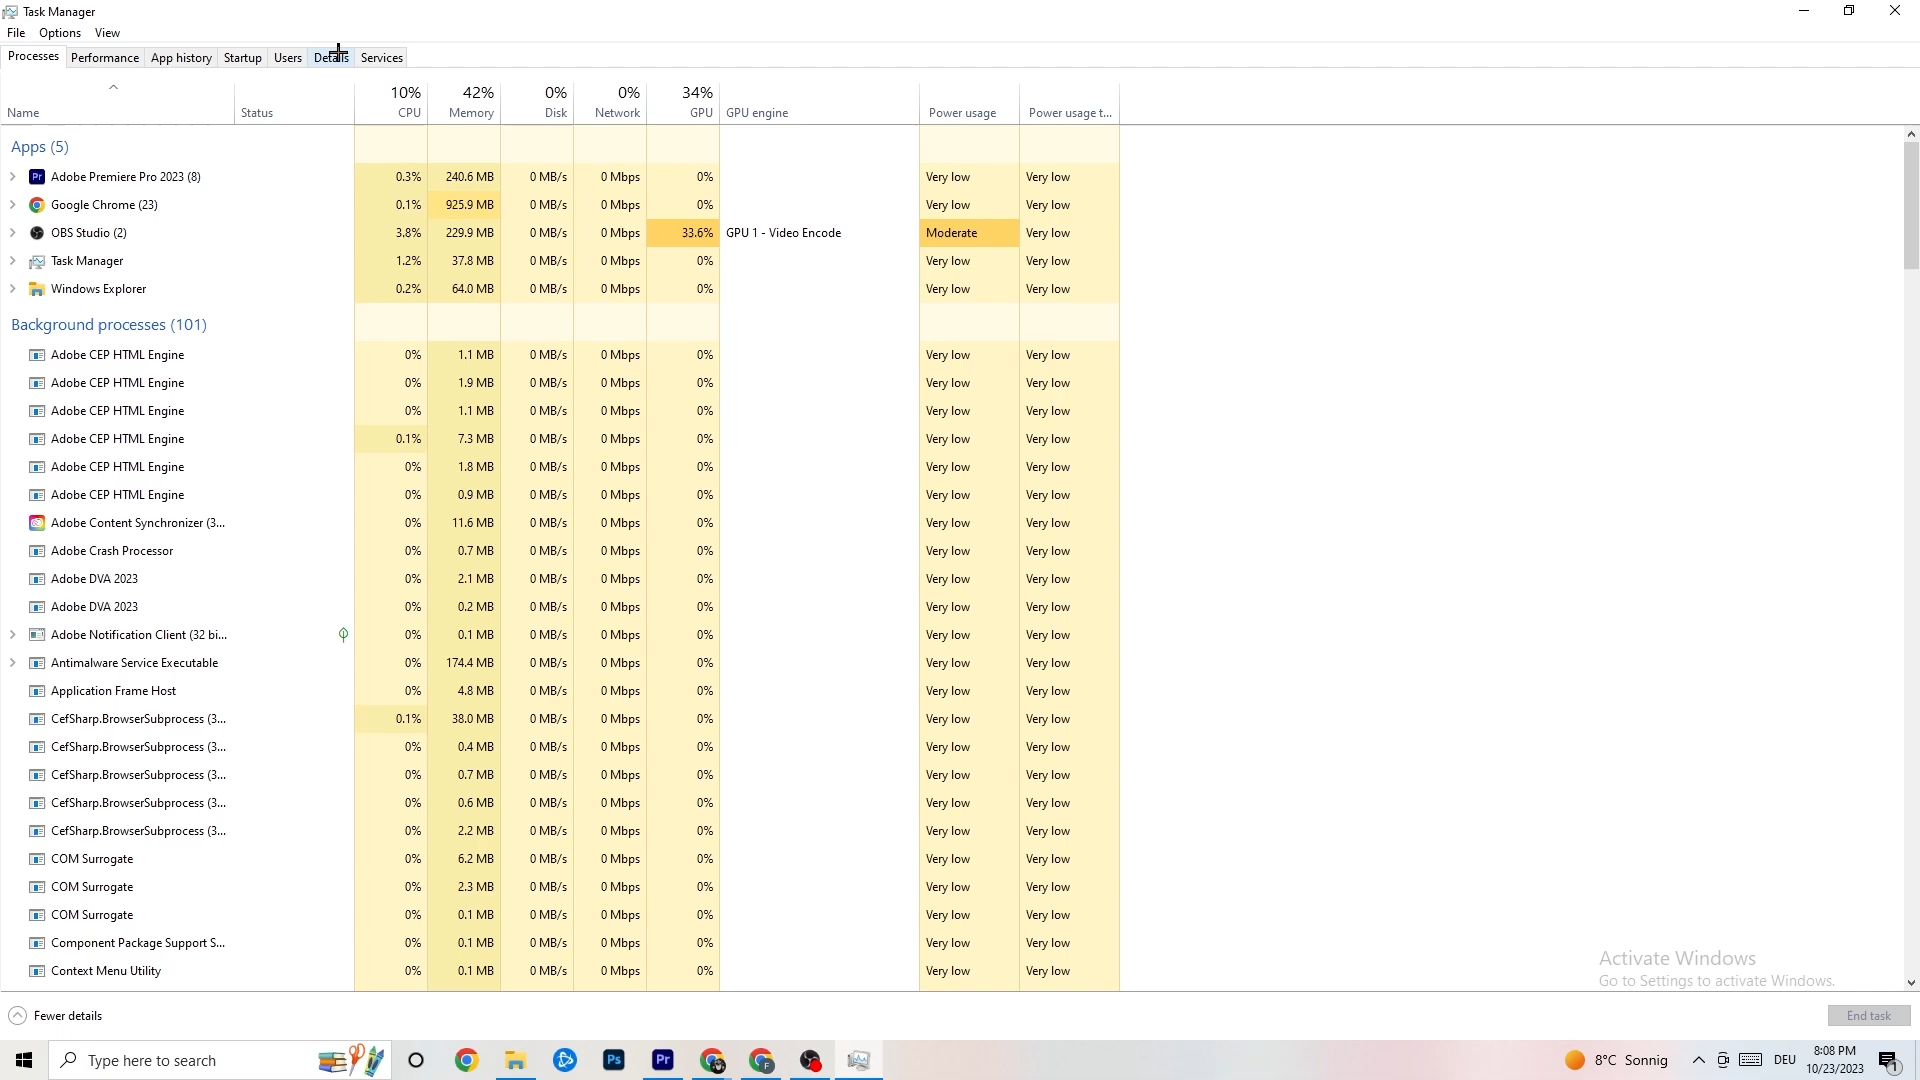 Task Manager
File Options View
Processes Performance App history Startup Users Details Services
10% 42% 0% 0% 34%
Name Status CPU Memory Disk Network GPU GPU engine Power usage Power usage t...
Apps (5)
Pr Adobe Premiere Pro 2023 (8) 0.3% 240.6 MB 0 MB/s 0 Mbps 0% Very low Very low
Google Chrome (23) 0.1% 925.9 MB 0 MB/s 0 Mbps 0% Very low Very low
OBS Studio (2) 3.8% 229.9 MB 0 MB/s 0 Mbps 33.6% GPU 1 - Video Encode Moderate Very low
Task Manager 1.2% 37.8 MB 0 MB/s 0 Mbps 0% Very low Very low
Windows Explorer 0.2% 64.0 MB 0 MB/s 0 Mbps 0% Very low Very low
Background processes (101)
Adobe CEP HTML Engine 0% 1.1 MB 0 MB/s 0 Mbps 0% Very low Very low
Adobe CEP HTML Engine 0% 1.9 MB 0 MB/s 0 Mbps 0% Very low Very low
Adobe CEP HTML Engine 0% 1.1 MB 0 MB/s 0 Mbps 0% Very low Very low
Adobe CEP HTML Engine 0.1% 7.3 MB 0 MB/s 0 Mbps 0% Very low Very low
Adobe CEP HTML Engine 0% 1.8 MB 0 MB/s 0 Mbps 0% Very low Very low
Adobe CEP HTML Engine 0% 0.9 MB 0 MB/s 0 Mbps 0% Very low Very low
Adobe Content Synchronizer (3... 0% 11.6 MB 0 MB/s 0 Mbps 0% Very low Very low
Adobe Crash Processor 0% 0.7 MB 0 MB/s 0 Mbps 0% Very low Very low
Adobe DVA 2023 0% 2.1 MB 0 MB/s 0 Mbps 0% Very low Very low
Adobe DVA 2023 0% 0.2 MB 0 MB/s 0 Mbps 0% Very low Very low
Adobe Notification Client (32 bi... 0% 0.1 MB 0 MB/s 0 Mbps 0% Very low Very low
Antimalware Service Executable 0% 174.4 MB 0 MB/s 0 Mbps 0% Very low Very low
Application Frame Host 0% 4.8 MB 0 MB/s 0 Mbps 0% Very low Very low
CefSharp.BrowserSubprocess (3... 0.1% 38.0 MB 0 MB/s 0 Mbps 0% Very low Very low
CefSharp.BrowserSubprocess (3... 0% 0.4 MB 0 MB/s 0 Mbps 0% Very low Very low
CefSharp.BrowserSubprocess (3... 0% 0.7 MB 0 MB/s 0 Mbps 0% Very low Very low
CefSharp.BrowserSubprocess (3... 0% 0.6 MB 0 MB/s 0 Mbps 0% Very low Very low
CefSharp.BrowserSubprocess (3... 0% 2.2 MB 0 MB/s 0 Mbps 0% Very low Very low
COM Surrogate 0% 6.2 MB 0 MB/s 0 Mbps 0% Very low Very low
COM Surrogate 0% 2.3 MB 0 MB/s 0 Mbps 0% Very low Very low
COM Surrogate 0% 0.1 MB 0 MB/s 0 Mbps 0% Very low Very low
Component Package Support S... 0% 0.1 MB 0 MB/s 0 Mbps 0% Very low Very low
Context Menu Utility 0% 0.1 MB 0 MB/s 0 Mbps 0% Very low Very low
Activate Windows
Go to Settings to activate Windows.
Fewer details End task
Type here to search Ps Pr F 8°C Sonnig DEU 8:08 PM
10/23/2023 1